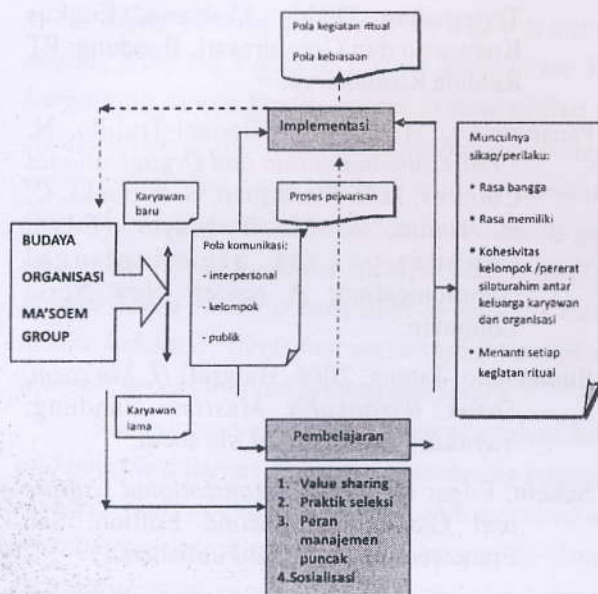 Pola kegiatan ritual
Pola kebiasaan
Implementasi
Karyawan
baru
Proses pewarisan
BUDAYA
ORGANISASI
MA'SOEM
GROUP
Pola komunikasi:
- interpersonal
- kelompok
- publik
Munculnya
sikap/perilaku:
• Rasa bangga
• Rasa memiliki
• Kohesivitas
kelompok /pererat
silaturahim antar
keluarga karyawan
dan organisasi
• Menanti setiap
kegiatan ritual
Karyawan
lama
Pembelajaran
1. Value sharing
2. Praktik seleksi
3. Peran
manajemen
puncak
4.Sosialisasi